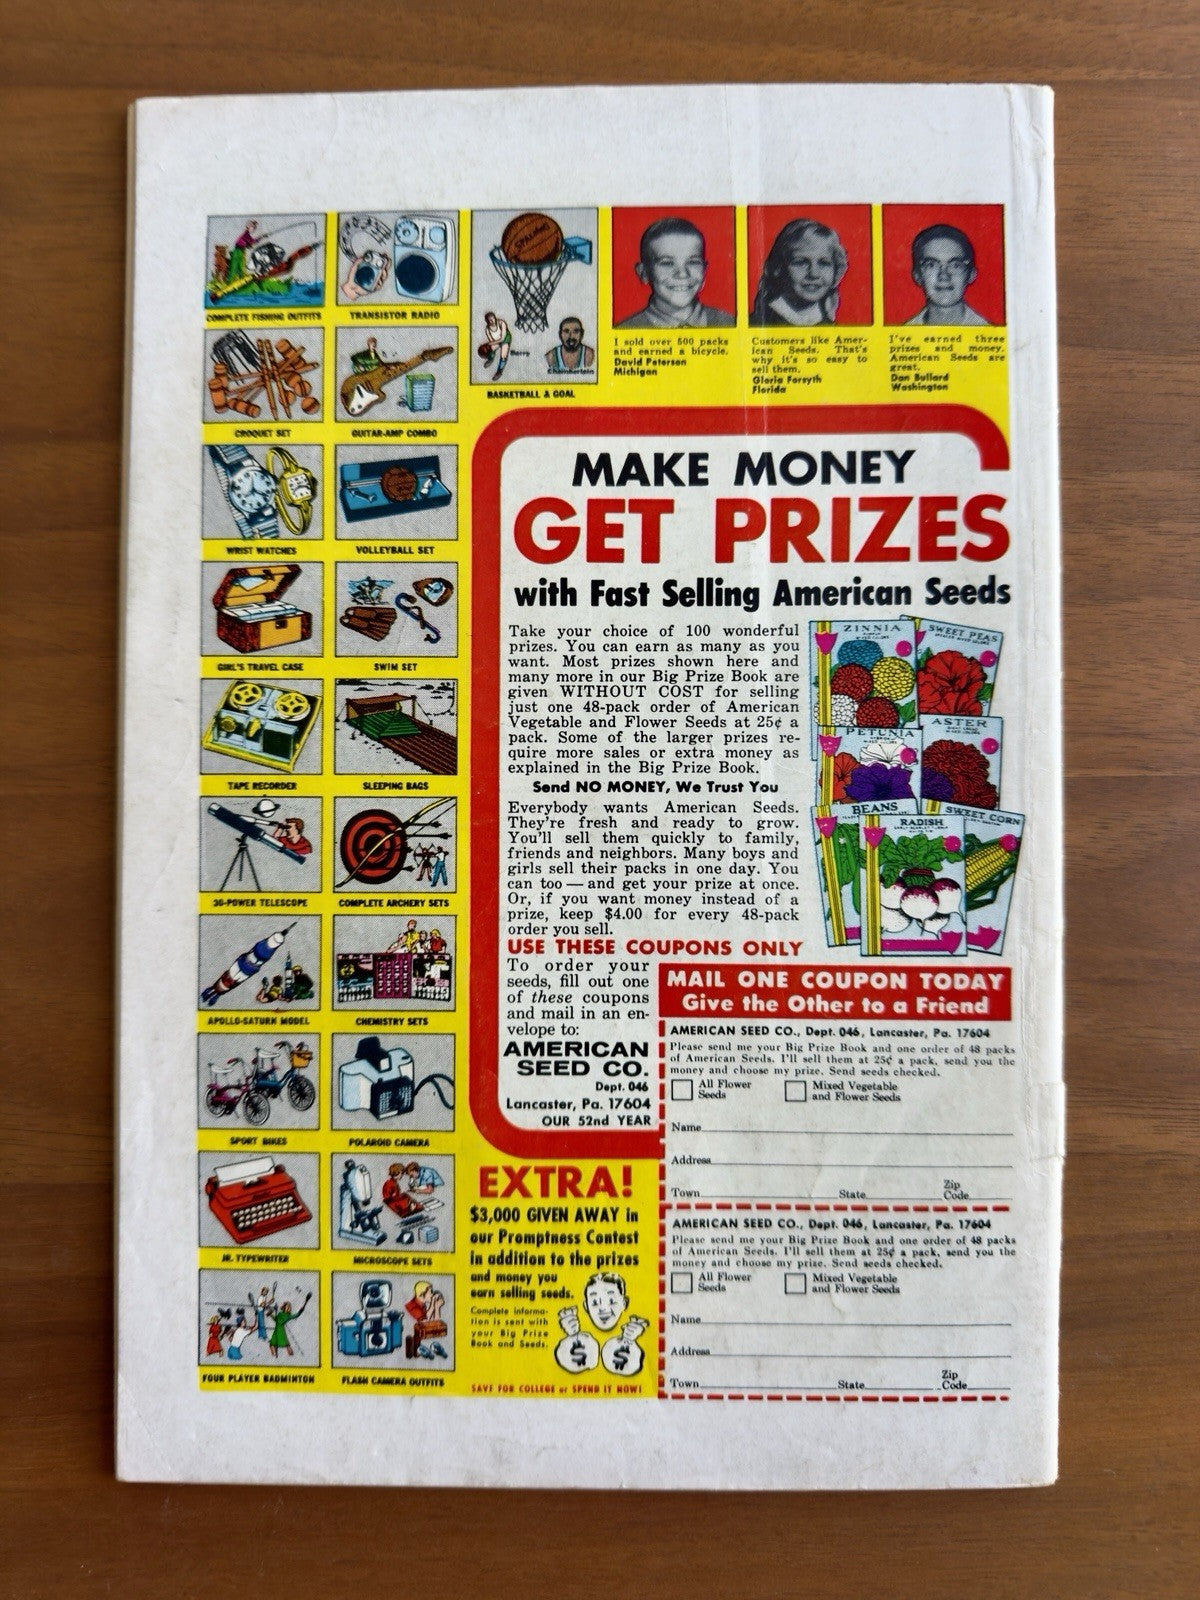 COMPLETE FISHING OUTFITS
TRANSISTOR RADIO
CROQUET SET
GUITAR-AMP COMBO
WRIST WATCHES
VOLLEYBALL SET
GIRL'S TRAVEL CASE
SWIM SET
TAPE RECORDER
SLEEPING BAGS
30-POWER TELESCOPE
COMPLETE ARCHERY SETS
APOLLO-SATURN MODEL
CHEMISTRY SETS
SPORT BIKES
POLAROID CAMERA
JR. TYPEWRITER
MICROSCOPE SETS
FOUR PLAYER BADMINTON
FLASH CAMERA OUTFITS
SPALDING
Barry
Chamberlain
BASKETBALL & GOAL
I sold over 500 packs
and earned a bicycle.
David Peterson
Michigan
Customers like Amer-
ican Seeds. That's
why it's so easy to
sell them.
Gloria Forsyth
Florida
I've earned three
prizes and money.
American Seeds are
great.
Dan Bullard
Washington
MAKE MONEY
GET PRIZES
with Fast Selling American Seeds
Take your choice of 100 wonderful
prizes. You can earn as many as you
want. Most prizes shown here and
many more in our Big Prize Book are
given WITHOUT COST for selling
just one 48-pack order of American
Vegetable and Flower Seeds at 25¢ a
pack. Some of the larger prizes re-
quire more sales or extra money as
explained in the Big Prize Book.
Send NO MONEY, We Trust You
Everybody wants American Seeds.
They're fresh and ready to grow.
You'll sell them quickly to family,
friends and neighbors. Many boys and
girls sell their packs in one day. You
can too — and get your prize at once.
Or, if you want money instead of a
prize, keep $4.00 for every 48-pack
order you sell.
USE THESE COUPONS ONLY
ZINNIA
SWEET PEAS
PETUNIA
ASTER
BEANS
RADISH
SWEET CORN
To order your
seeds, fill out one
of these coupons
and mail in an en-
velope to:
AMERICAN
SEED CO.
Dept. 046
Lancaster, Pa. 17604
OUR 52nd YEAR
MAIL ONE COUPON TODAY
Give the Other to a Friend
AMERICAN SEED CO., Dept. 046, Lancaster, Pa. 17604
Please send me your Big Prize Book and one order of 48 packs
of American Seeds. I'll sell them at 25¢ a pack, send you the
money and choose my prize. Send seeds checked.
All Flower
Seeds
Mixed Vegetable
and Flower Seeds
Name
Address
Town State Zip Code
AMERICAN SEED CO., Dept. 046, Lancaster, Pa. 17604
Please send me your Big Prize Book and one order of 48 packs
of American Seeds. I'll sell them at 25¢ a pack, send you the
money and choose my prize. Send seeds checked.
All Flower
Seeds
Mixed Vegetable
and Flower Seeds
Name
Address
Town State Zip Code
EXTRA!
$3,000 GIVEN AWAY in
our Promptness Contest
in addition to the prizes
and money you
earn selling seeds.
Complete informa-
tion is sent with
your Big Prize
Book and Seeds.
$ $
SAVE FOR COLLEGE or SPEND IT NOW!